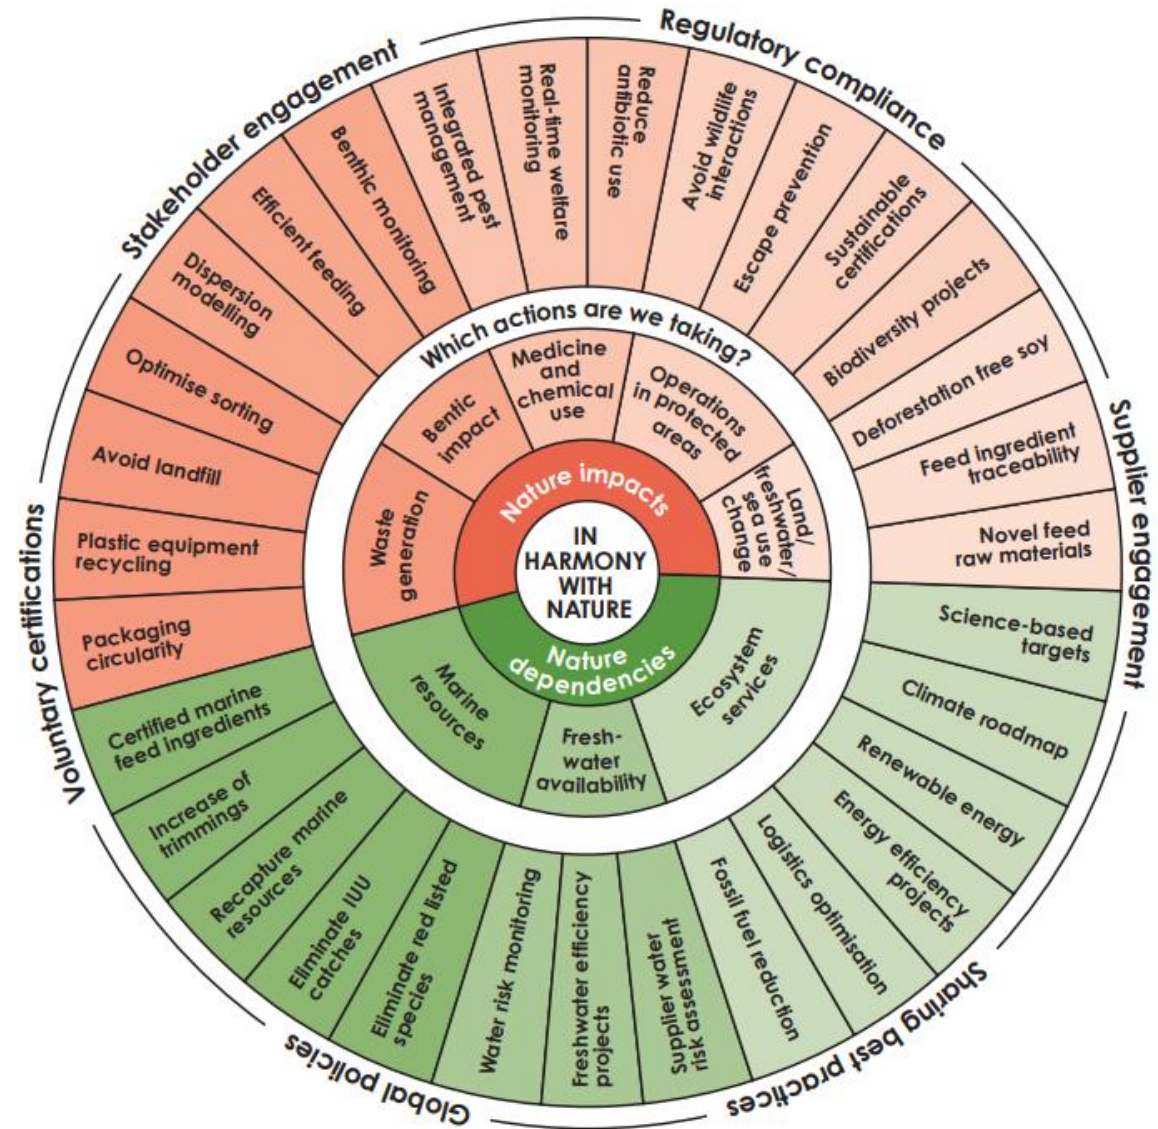 Regulatory compliance
Supplier engagement
Sharing best practices
Global policies
Voluntary certifications
Stakeholder engagement
Reduce
antibiotic use
Avoid wildlife
interactions
Escape prevention
Sustainable
certifications
Biodiversity projects
Deforestation free soy
Feed ingredient
traceability
Novel feed
raw materials
Science-based
targets
Climate roadmap
Renewable energy
Energy efficiency
projects
Logistics optimisation
Fossil fuel reduction
Supplier water
risk assessment
Freshwater efficiency
projects
Water risk monitoring
Eliminate red listed
species
Eliminate IUU
catches
Recapture marine
resources
Increase of
trimmings
Certified marine
feed ingredients
Packaging
circularity
Plastic equipment
recycling
Avoid landfill
Optimise sorting
Dispersion
modelling
Efficient feeding
Benthic monitoring
Integrated pest
management
Real-time welfare
monitoring
Which actions are we taking?
Medicine
and
chemical
use
Operations
in protected
areas
Land/
freshwater/
sea use
change
Ecosystem
services
Fresh-
water
availability
Marine
resources
Waste
generation
Bentic
impact
Nature impacts
Nature
dependencies
IN
HARMONY
WITH
NATURE